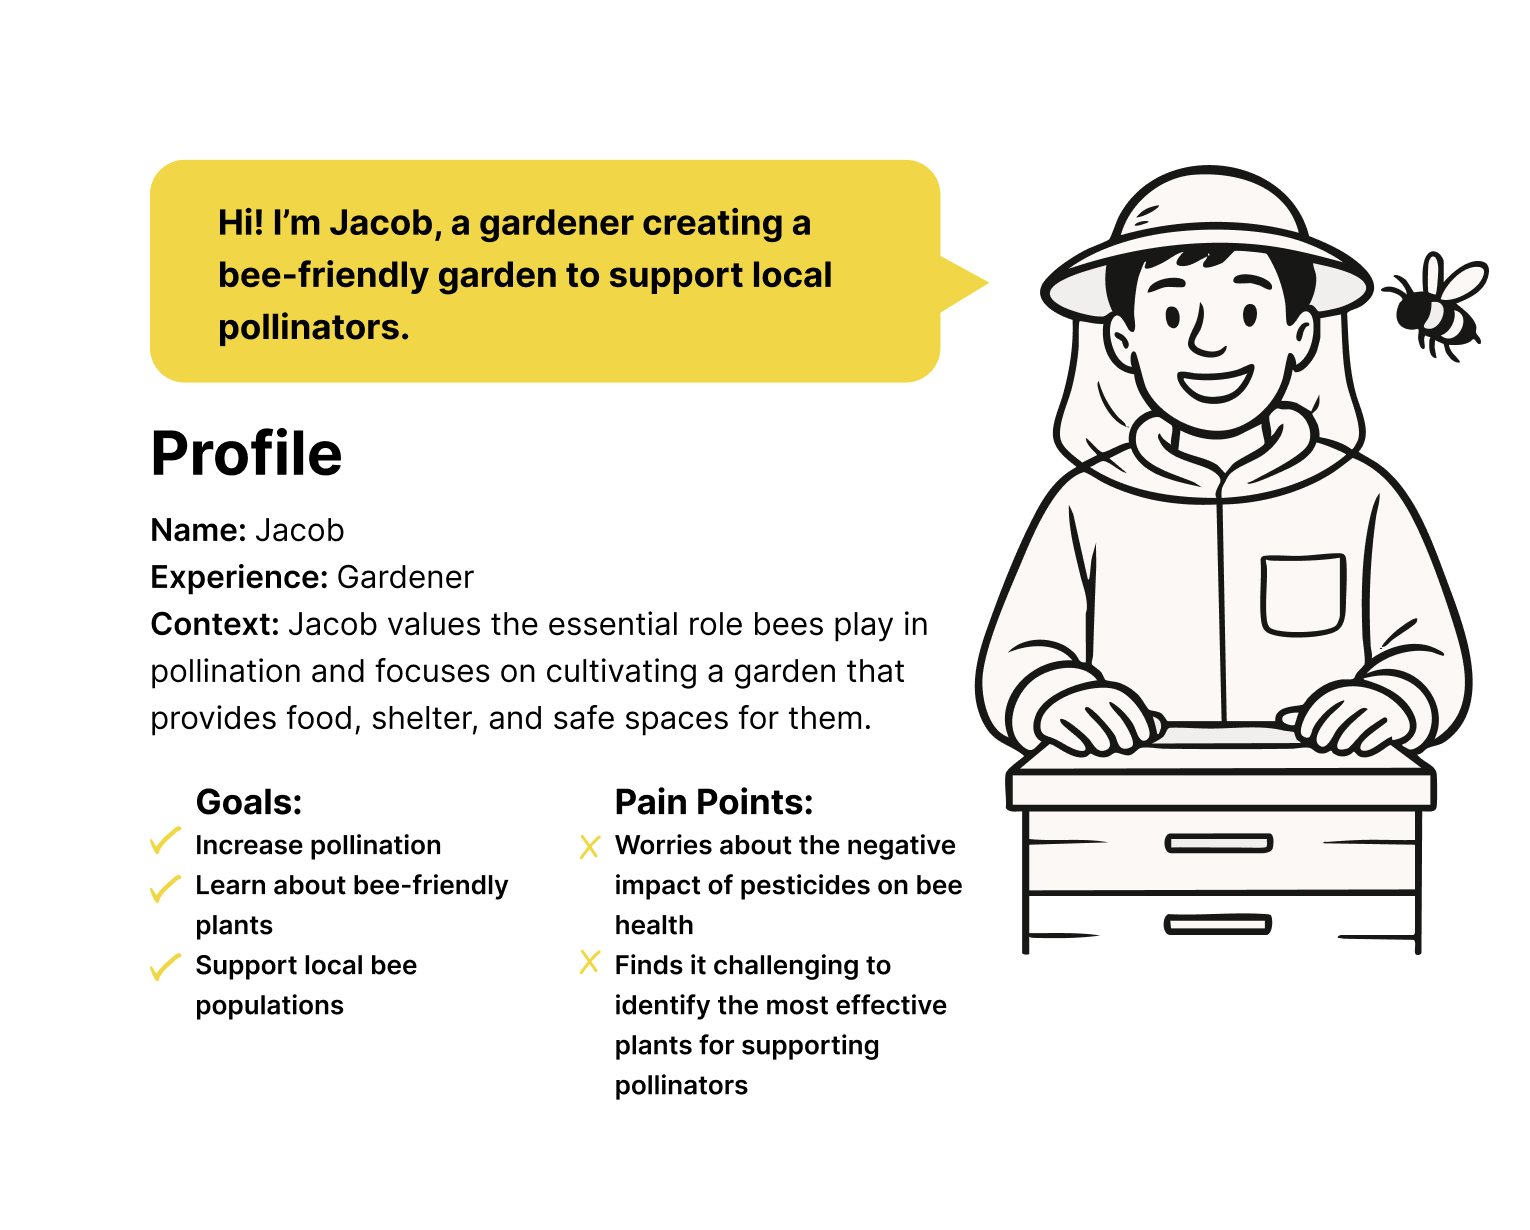 Hi! I’m Jacob, a gardener creating a
bee-friendly garden to support local
pollinators.
Profile
Name: Jacob
Experience: Gardener
Context: Jacob values the essential role bees play in
pollination and focuses on cultivating a garden that
provides food, shelter, and safe spaces for them.
Goals:
Increase pollination
Learn about bee-friendly
plants
Support local bee
populations
Pain Points:
Worries about the negative
impact of pesticides on bee
health
Finds it challenging to
identify the most effective
plants for supporting
pollinators